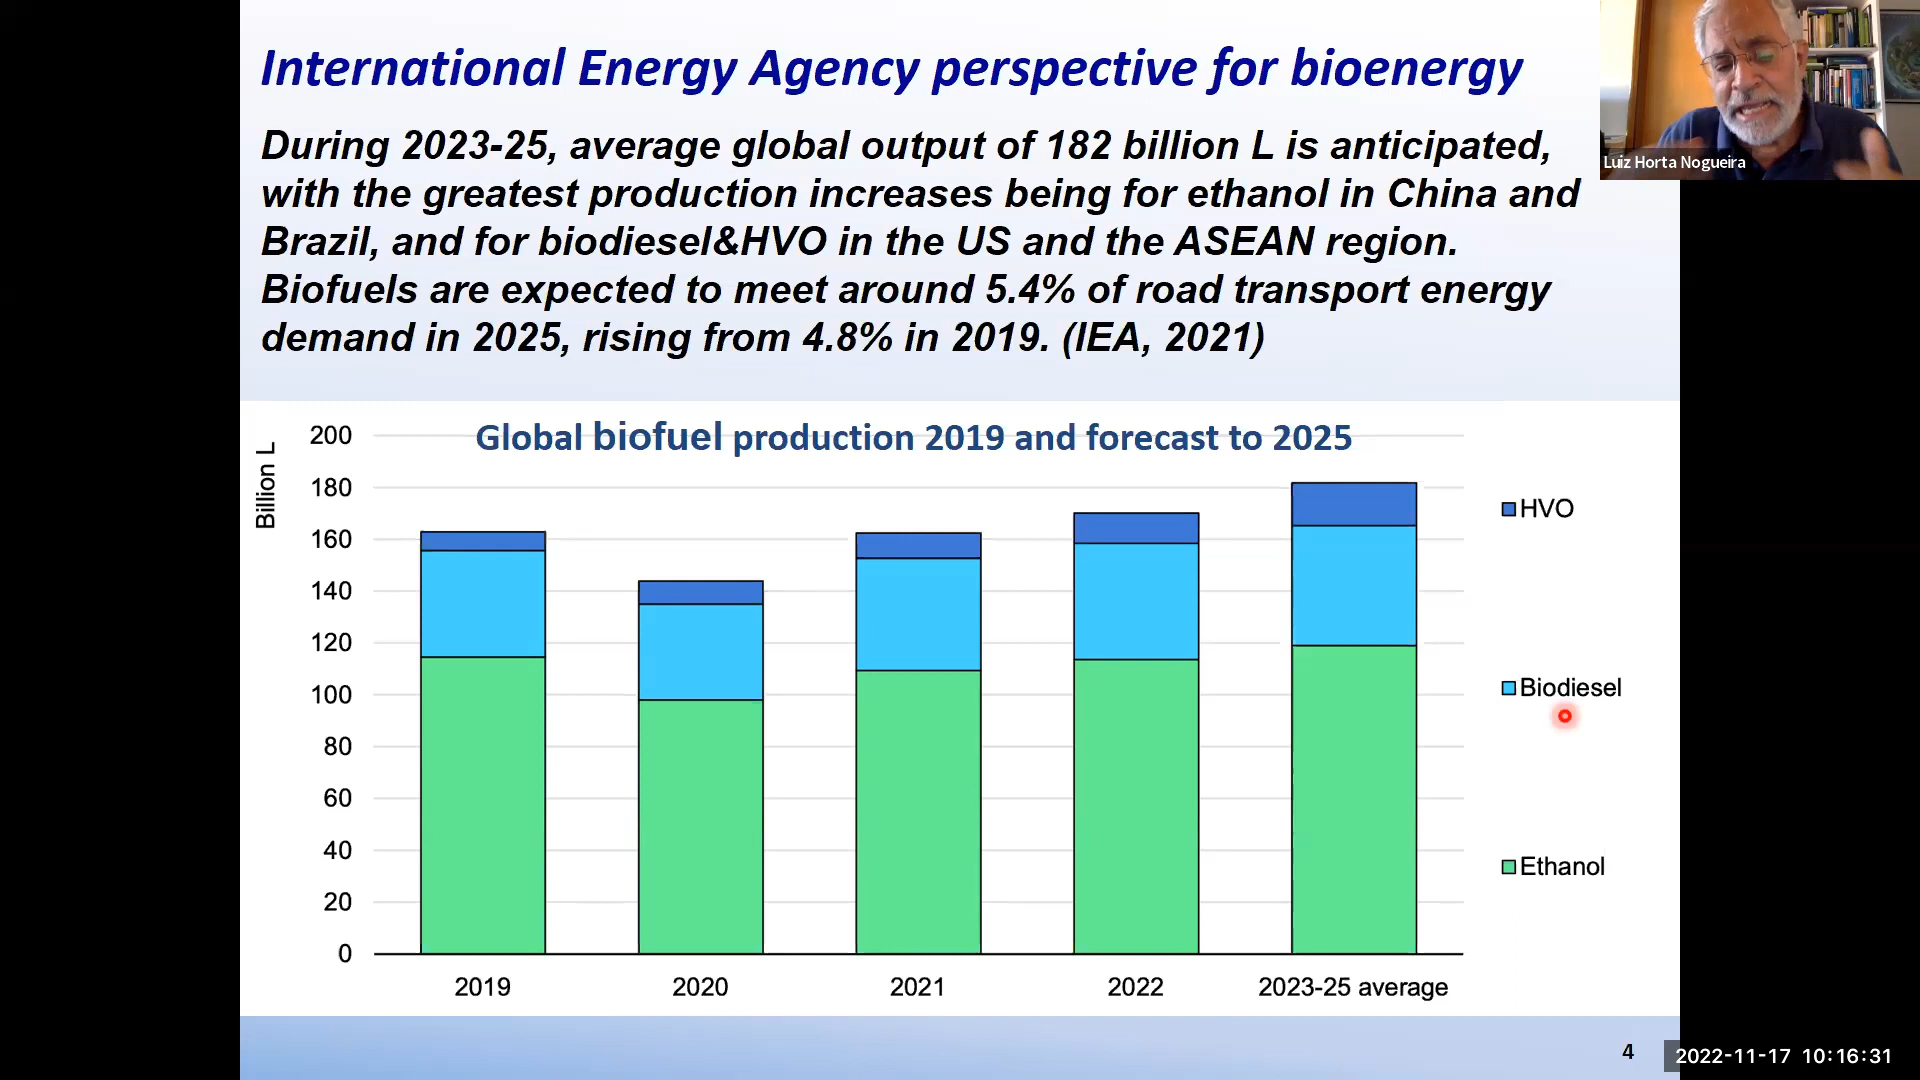 International Energy Agency perspective for bioenergy
During 2023-25, average global output of 182 billion L is anticipated,
with the greatest production increases being for ethanol in China and
Brazil, and for biodiesel&HVO in the US and the ASEAN region.
Biofuels are expected to meet around 5.4% of road transport energy
demand in 2025, rising from 4.8% in 2019. (IEA, 2021)
Luiz Horta Nogueira
Global biofuel production 2019 and forecast to 2025
Billion L
200
180
160
140
120
100
80
60
40
20
0
2019
2020
2021
2022
2023-25 average
HVO
Biodiesel
Ethanol
4
2022-11-17 10:16:31